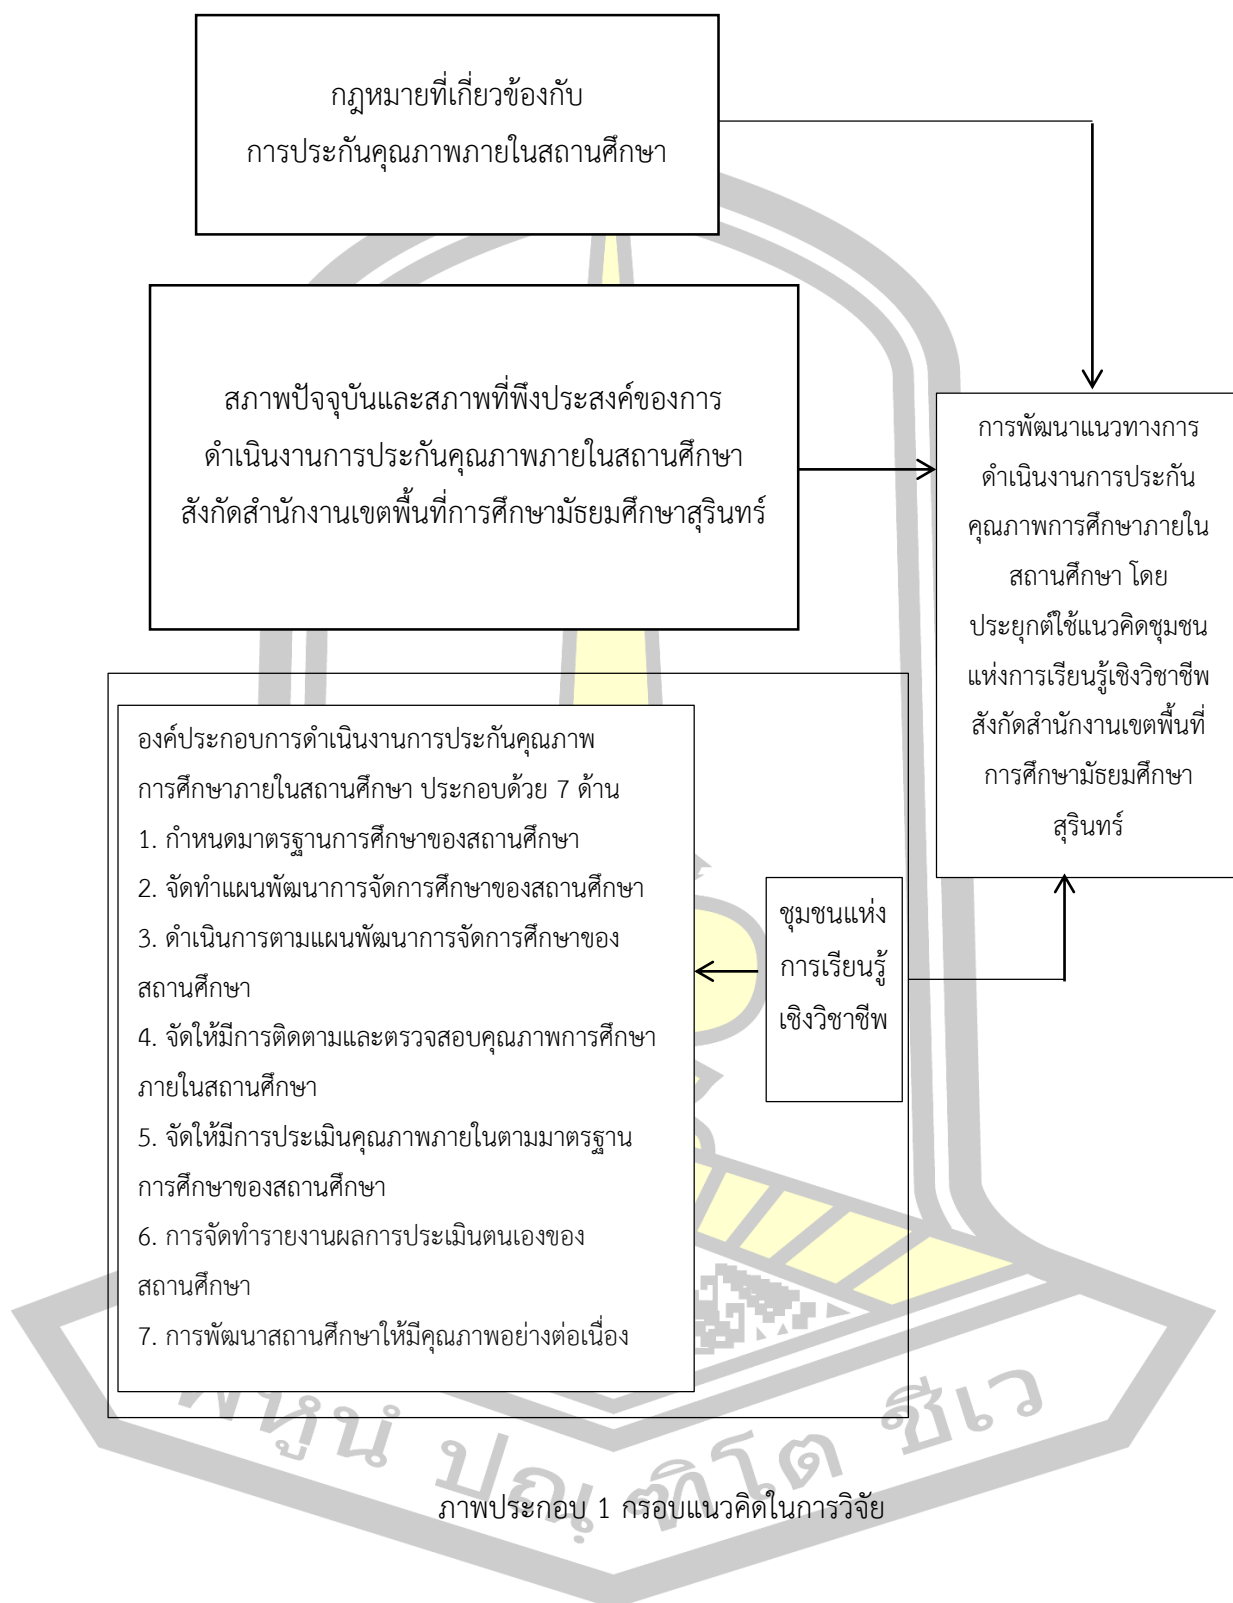 กฎหมายที่เกี่ยวข้องกับ
การประกันคุณภาพภายในสถานศึกษา
สภาพปัจจุบันและสภาพที่พึงประสงค์ของการ
ดำเนินงานการประกันคุณภาพภายในสถานศึกษา
สังกัดสำนักงานเขตพื้นที่การศึกษามัธยมศึกษาสุรินทร์
การพัฒนาแนวทางการ
ดำเนินงานการประกัน
คุณภาพการศึกษาภายใน
สถานศึกษา โดย
ประยุกต์ใช้แนวคิดชุมชน
แห่งการเรียนรู้เชิงวิชาชีพ
สังกัดสำนักงานเขตพื้นที่
การศึกษามัธยมศึกษา
สุรินทร์
องค์ประกอบการดำเนินงานการประกันคุณภาพ
การศึกษาภายในสถานศึกษา ประกอบด้วย 7 ด้าน
1. กำหนดมาตรฐานการศึกษาของสถานศึกษา
2. จัดทำแผนพัฒนาการจัดการศึกษาของสถานศึกษา
3. ดำเนินการตามแผนพัฒนาการจัดการศึกษาของ
สถานศึกษา
4. จัดให้มีการติดตามและตรวจสอบคุณภาพการศึกษา
ภายในสถานศึกษา
5. จัดให้มีการประเมินคุณภาพภายในตามมาตรฐาน
การศึกษาของสถานศึกษา
6. การจัดทำรายงานผลการประเมินตนเองของ
สถานศึกษา
7. การพัฒนาสถานศึกษาให้มีคุณภาพอย่างต่อเนื่อง
ชุมชนแห่ง
การเรียนรู้
เชิงวิชาชีพ
พหูนํ ปณฺฑิโต ชีเว
ภาพประกอบ 1 กรอบแนวคิดในการวิจัย